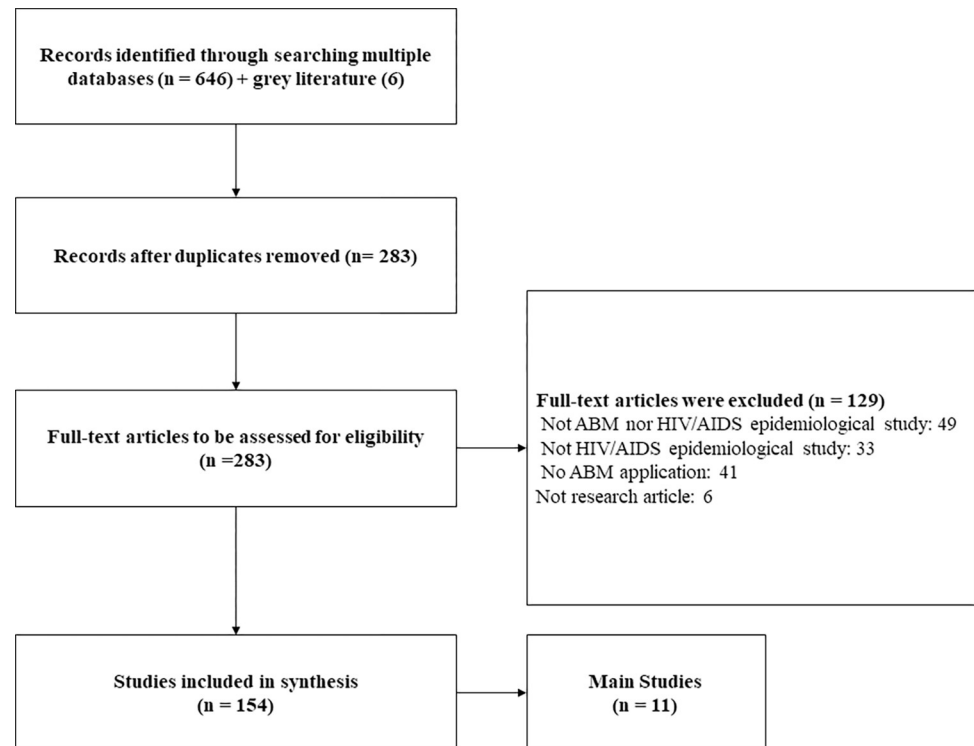 Records identified through searching multiple
databases (n = 646) + grey literature (6)
Records after duplicates removed (n= 283)
Full-text articles to be assessed for eligibility
(n =283)
Full-text articles were excluded (n = 129)
Not ABM nor HIV/AIDS epidemiological study: 49
Not HIV/AIDS epidemiological study: 33
No ABM application: 41
Not research article: 6
Studies included in synthesis
(n = 154)
Main Studies
(n = 11)